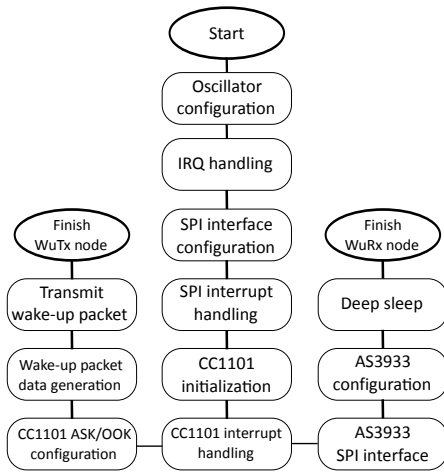 Start
Oscillator
configuration
IRQ handling
SPI interface
configuration
SPI interrupt
handling
CC1101
initialization
CC1101 interrupt
handling
Finish
WuTx node
Transmit
wake-up packet
Wake-up packet
data generation
CC1101 ASK/OOK
configuration
Finish
WuRx node
Deep sleep
AS3933
configuration
AS3933
SPI interface